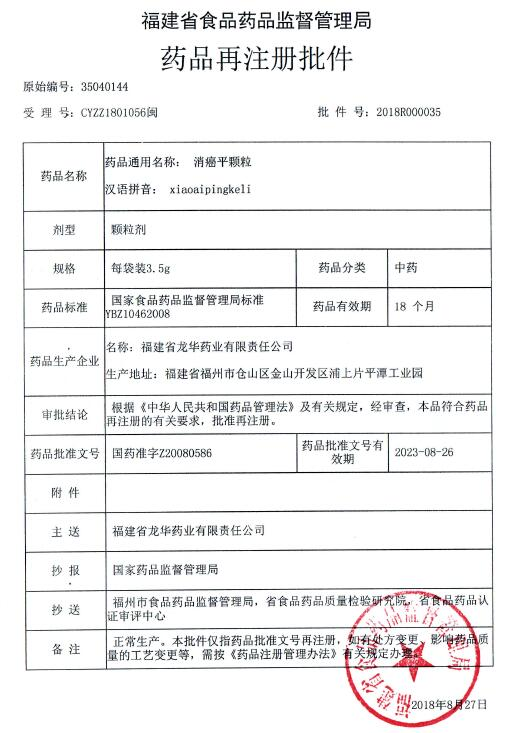 福建省食品药品监督管理局
药品再注册批件
原始编号：35040144
受 理 号：CYZZ1801056闽 批 件 号：2018R000035
药品名称 药品通用名称： 消癌平颗粒
汉语拼音： xiaoaipingkeli
剂型 颗粒剂
规格 每袋装3.5g 药品分类 中药
药品标准 国家食品药品监督管理局标准
YBZ10462008 药品有效期 18 个月
药品生产企业 名称：福建省龙华药业有限责任公司
生产地址：福建省福州市仓山区金山开发区浦上片平潭工业园
审批结论 根据《中华人民共和国药品管理法》及有关规定，经审查，本品符合药品
再注册的有关要求，批准再注册。
药品批准文号 国药准字Z20080586 药品批准文号有
效期 2023-08-26
附 件
主 送 福建省龙华药业有限责任公司
抄 报 国家药品监督管理局
抄 送 福州市食品药品监督管理局，省食品药品质量检验研究院，省食品药品认
证审评中心
备 注 正常生产。本批件仅指药品批准文号再注册，如有处方变更、影响药品质
量的工艺变更等，需按《药品注册管理办法》有关规定办理。
福建省食品药品监督管理局
2018年8月27日